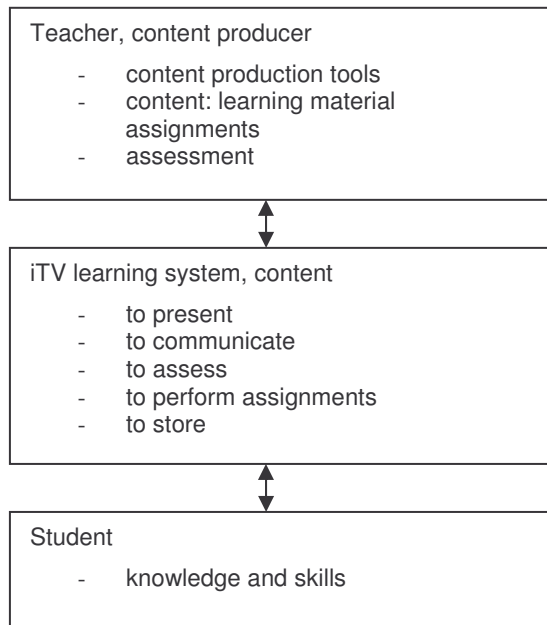 Teacher, content producer
- content production tools
- content: learning material
assignments
- assessment
iTV learning system, content
- to present
- to communicate
- to assess
- to perform assignments
- to store
Student
- knowledge and skills